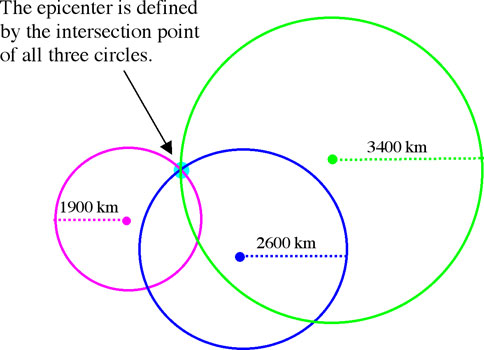 The epicenter is defined
by the intersection point
of all three circles.
3400 km
1900 km
2600 km